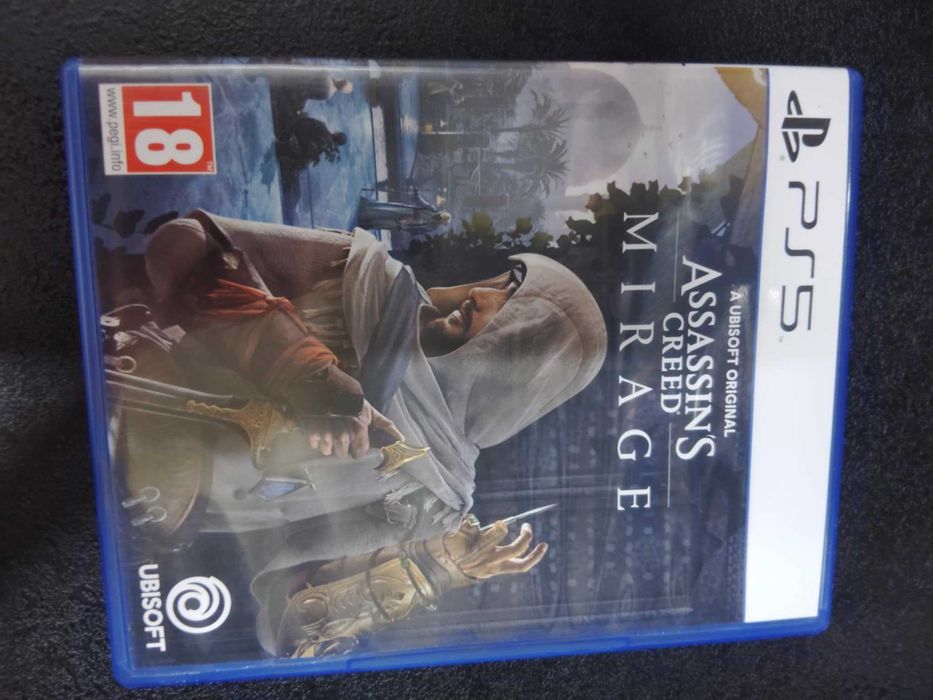 PS5
A UBISOFT ORIGINAL
ASSASSIN'S
CREED
MIRAGE
18
www.pegi.info
UBISOFT